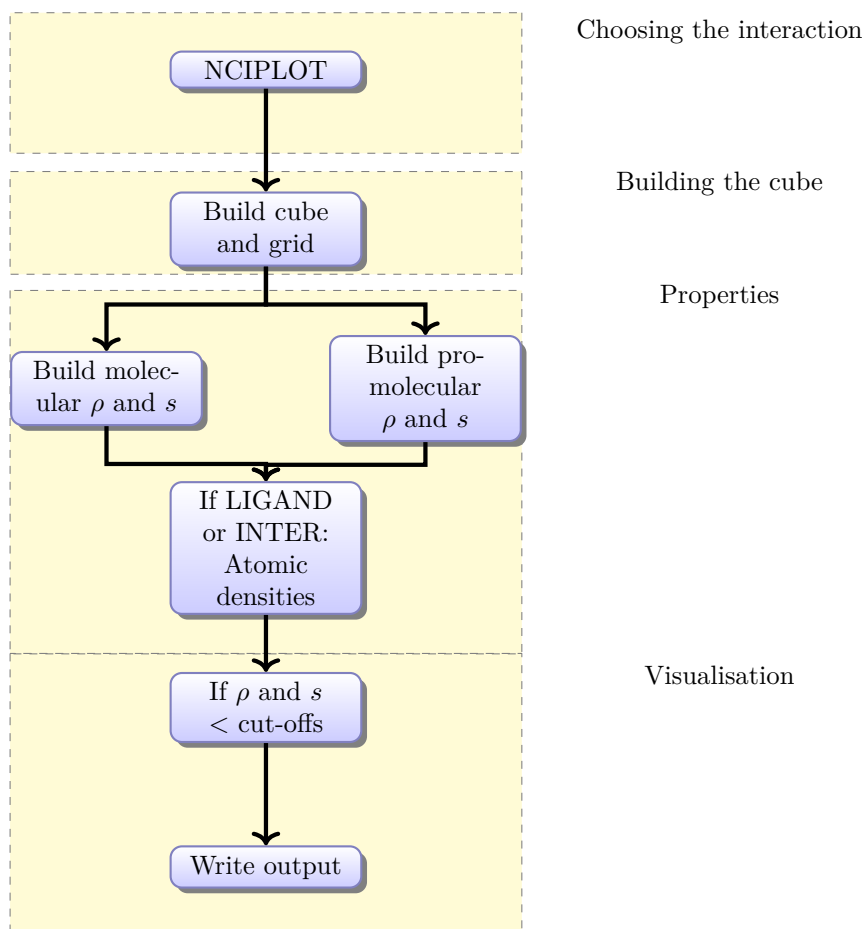 Choosing the interaction
NCIPLOT
Building the cube
Build cube
and grid
Properties
Build molec-
ular ρ and s
Build pro-
molecular
ρ and s
If LIGAND
or INTER:
Atomic
densities
Visualisation
If ρ and s
< cut-offs
Write output